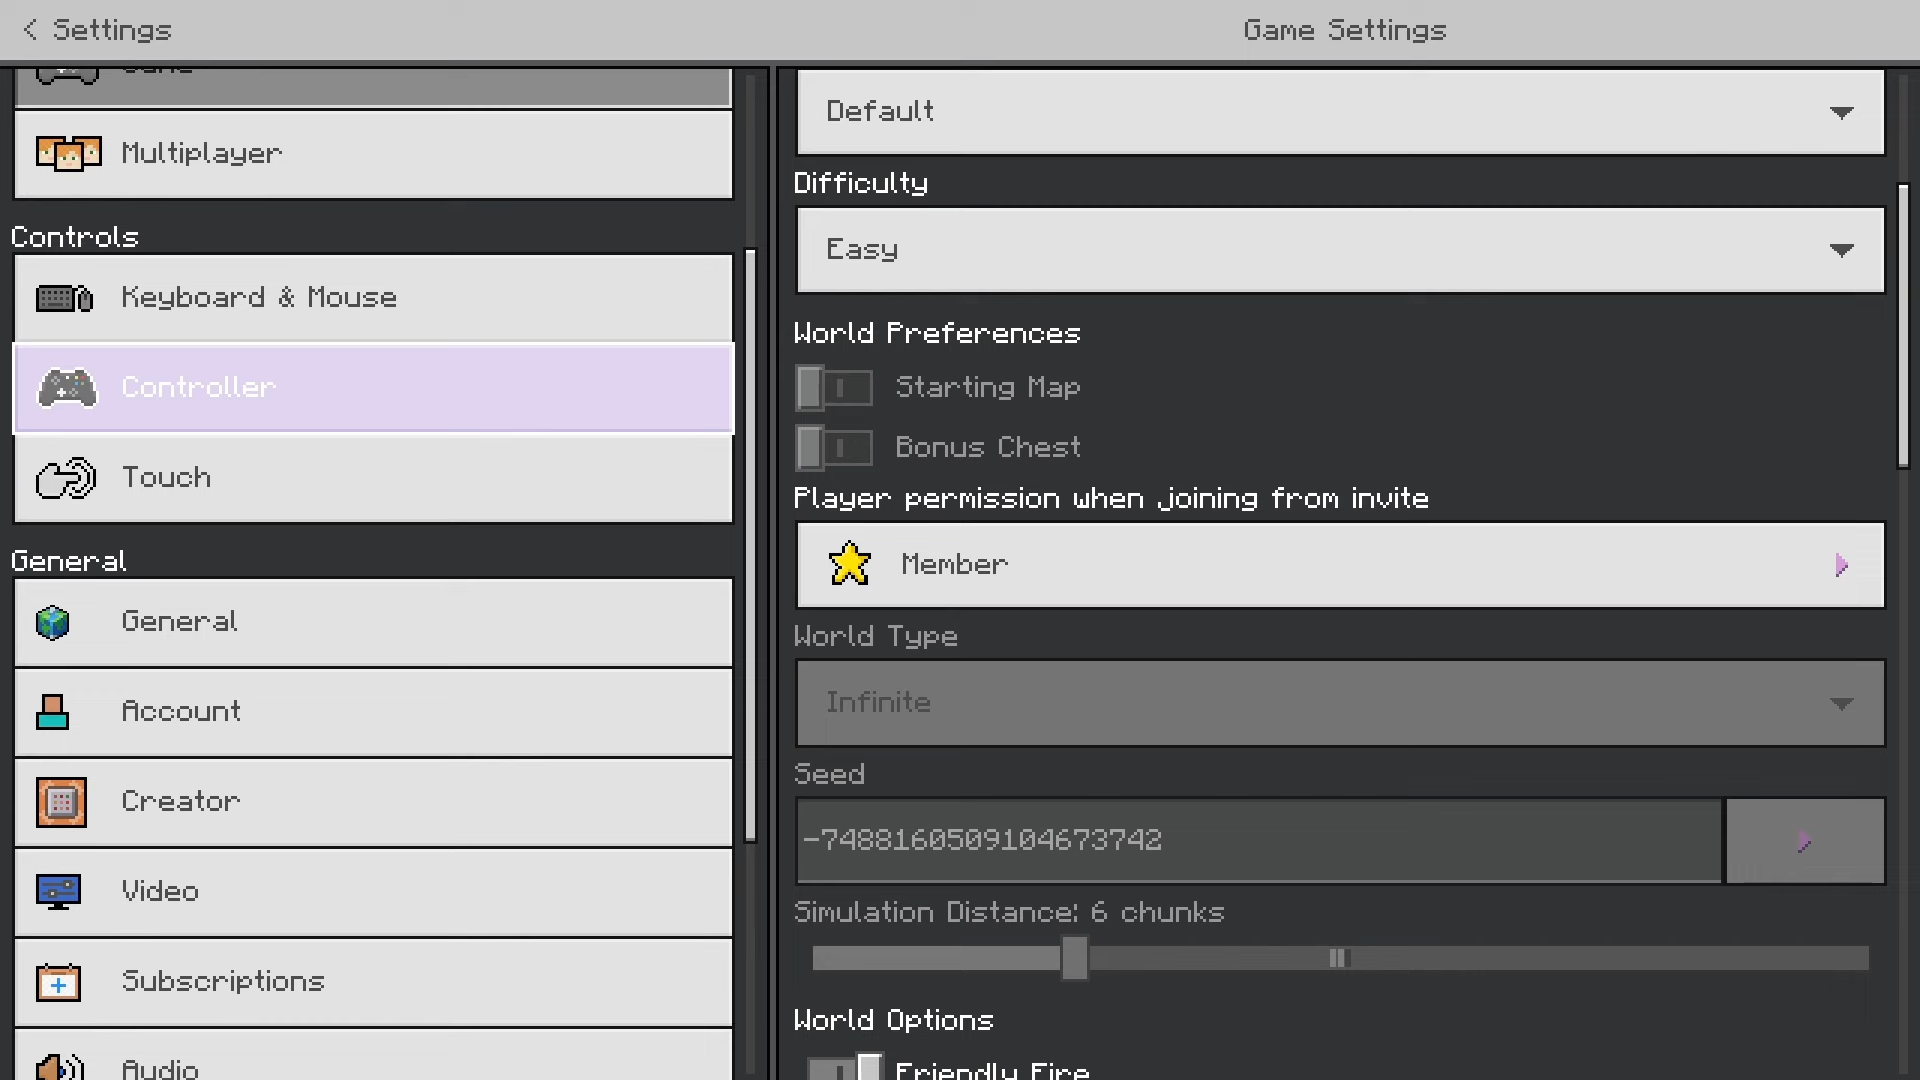 Settings
Game Settings
Multiplayer
Controls
Keyboard & Mouse
Controller
Touch
General
General
Account
Creator
Video
Subscriptions
Audio
Default
Difficulty
Easy
World Preferences
Starting Map
Bonus Chest
Player permission when joining from invite
Member
World Type
Infinite
Seed
-7488160509104673742
Simulation Distance: 6 chunks
World Options
Friendly Fire